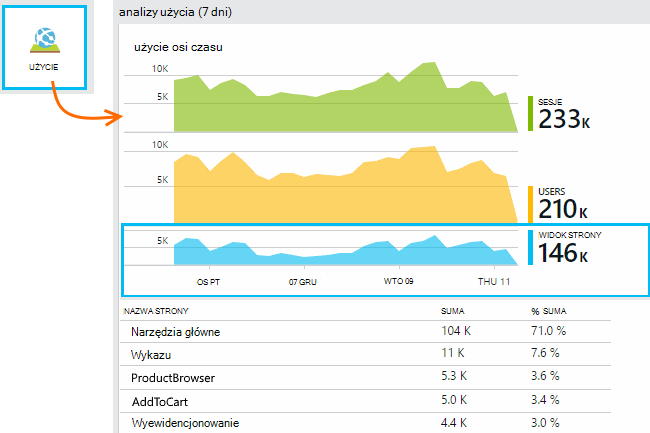 UŻYCIE
analizy użycia (7 dni)
użycie osi czasu
10K
5K
SESJE
233K
10K
5K
USERS
210K
5K
WIDOK STRONY
146K
OS PT 07 GRU WTO 09 THU 11
NAZWA STRONY SUMA % SUMA
Narzędzia główne 104 K 71.0 %
Wykazu 11 K 7.6 %
ProductBrowser 5.3 K 3.6 %
AddToCart 5.0 K 3.4 %
Wyewidencjonowanie 4.4 K 3.0 %